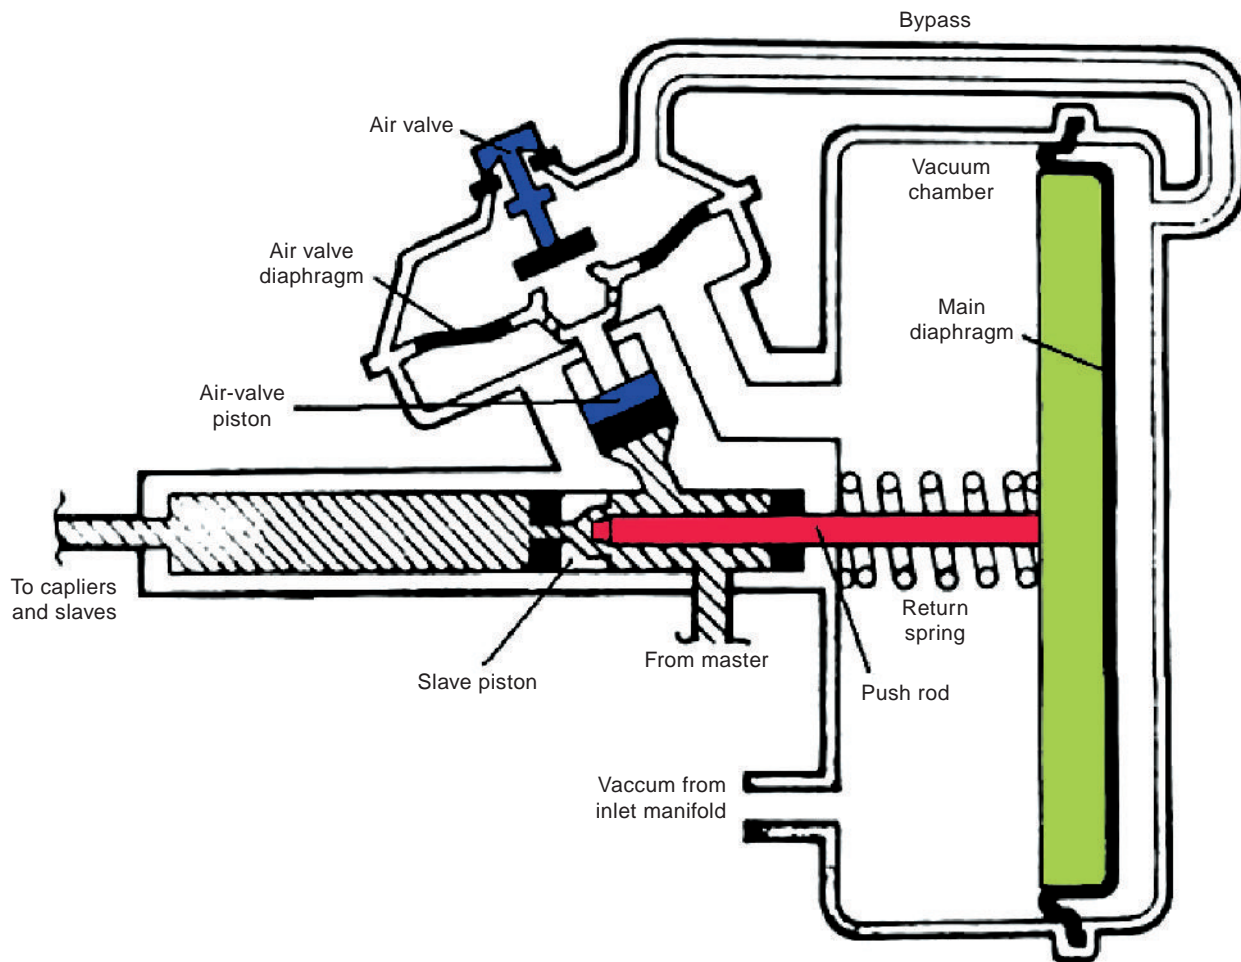 Bypass
Air valve
Vacuum
chamber
Air valve
diaphragm
Main
diaphragm
Air-valve
piston
To capliers
and slaves
Return
spring
From master
Slave piston
Push rod
Vaccum from
inlet manifold